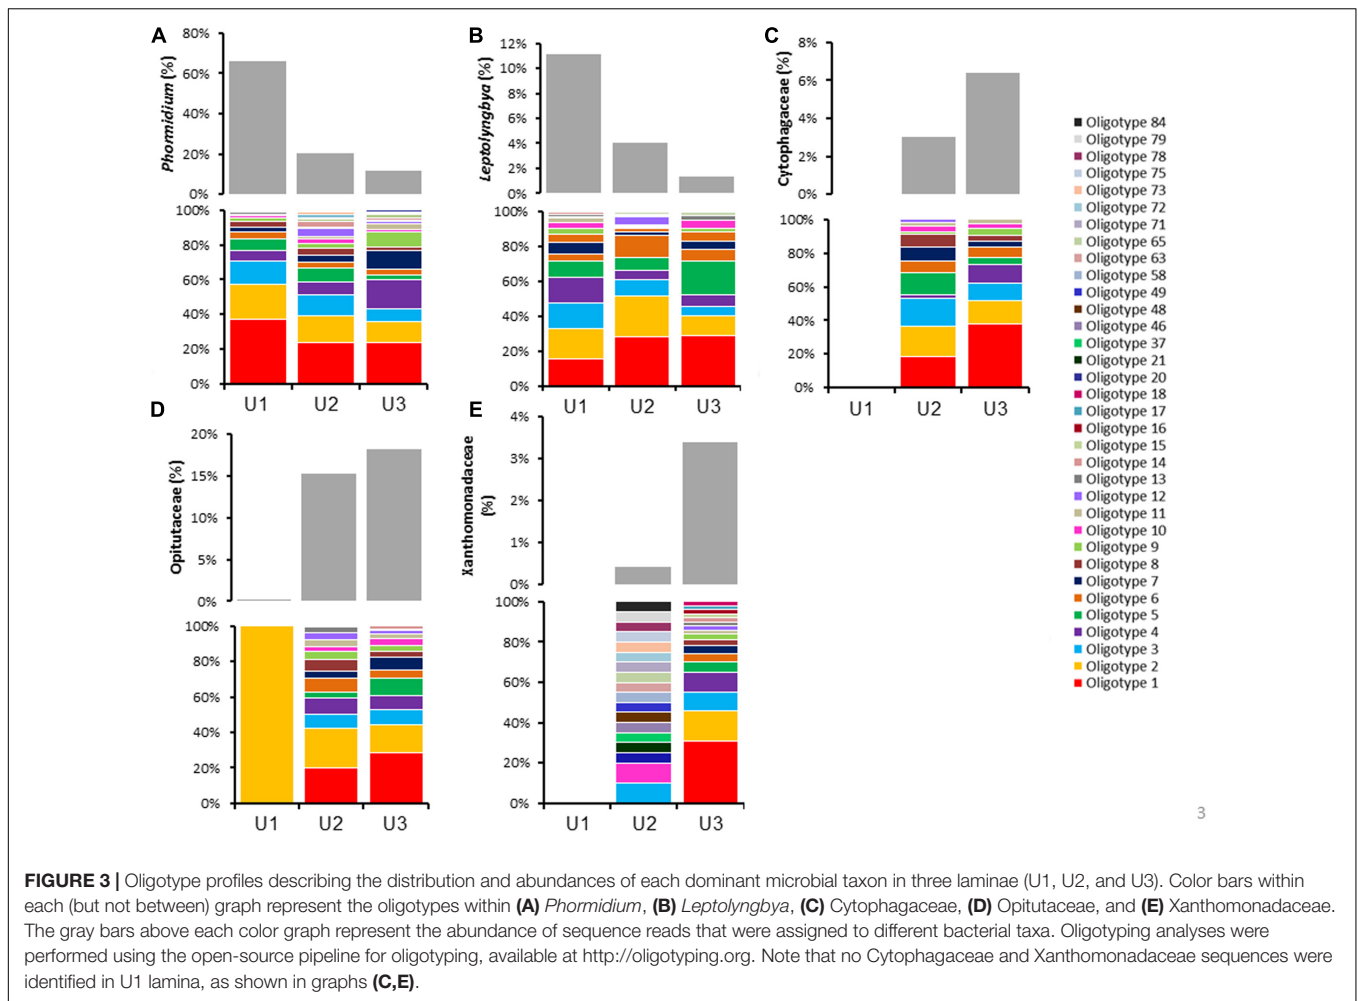 A
80%
60%
40%
20%
0%
Phormidium (%)
100%
80%
60%
40%
20%
0%
U1 U2 U3
B
12%
10%
8%
6%
4%
2%
0%
Leptolyngbya (%)
100%
80%
60%
40%
20%
0%
U1 U2 U3
C
8%
6%
4%
2%
0%
Cytophagaceae (%)
100%
80%
60%
40%
20%
0%
U1 U2 U3
D
20%
15%
10%
5%
0%
Opitutaceae (%)
100%
80%
60%
40%
20%
0%
U1 U2 U3
E
4%
3%
2%
1%
0%
Xanthomonadaceae
(%)
100%
80%
60%
40%
20%
0%
U1 U2 U3
Oligotype 84
Oligotype 79
Oligotype 78
Oligotype 75
Oligotype 73
Oligotype 72
Oligotype 71
Oligotype 65
Oligotype 63
Oligotype 58
Oligotype 49
Oligotype 48
Oligotype 46
Oligotype 37
Oligotype 21
Oligotype 20
Oligotype 18
Oligotype 17
Oligotype 16
Oligotype 15
Oligotype 14
Oligotype 13
Oligotype 12
Oligotype 11
Oligotype 10
Oligotype 9
Oligotype 8
Oligotype 7
Oligotype 6
Oligotype 5
Oligotype 4
Oligotype 3
Oligotype 2
Oligotype 1
3
FIGURE 3 | Oligotype profiles describing the distribution and abundances of each dominant microbial taxon in three laminae (U1, U2, and U3). Color bars within
each (but not between) graph represent the oligotypes within (A) Phormidium, (B) Leptolyngbya, (C) Cytophagaceae, (D) Opitutaceae, and (E) Xanthomonadaceae.
The gray bars above each color graph represent the abundance of sequence reads that were assigned to different bacterial taxa. Oligotyping analyses were
performed using the open-source pipeline for oligotyping, available at http://oligotyping.org. Note that no Cytophagaceae and Xanthomonadaceae sequences were
identified in U1 lamina, as shown in graphs (C,E).